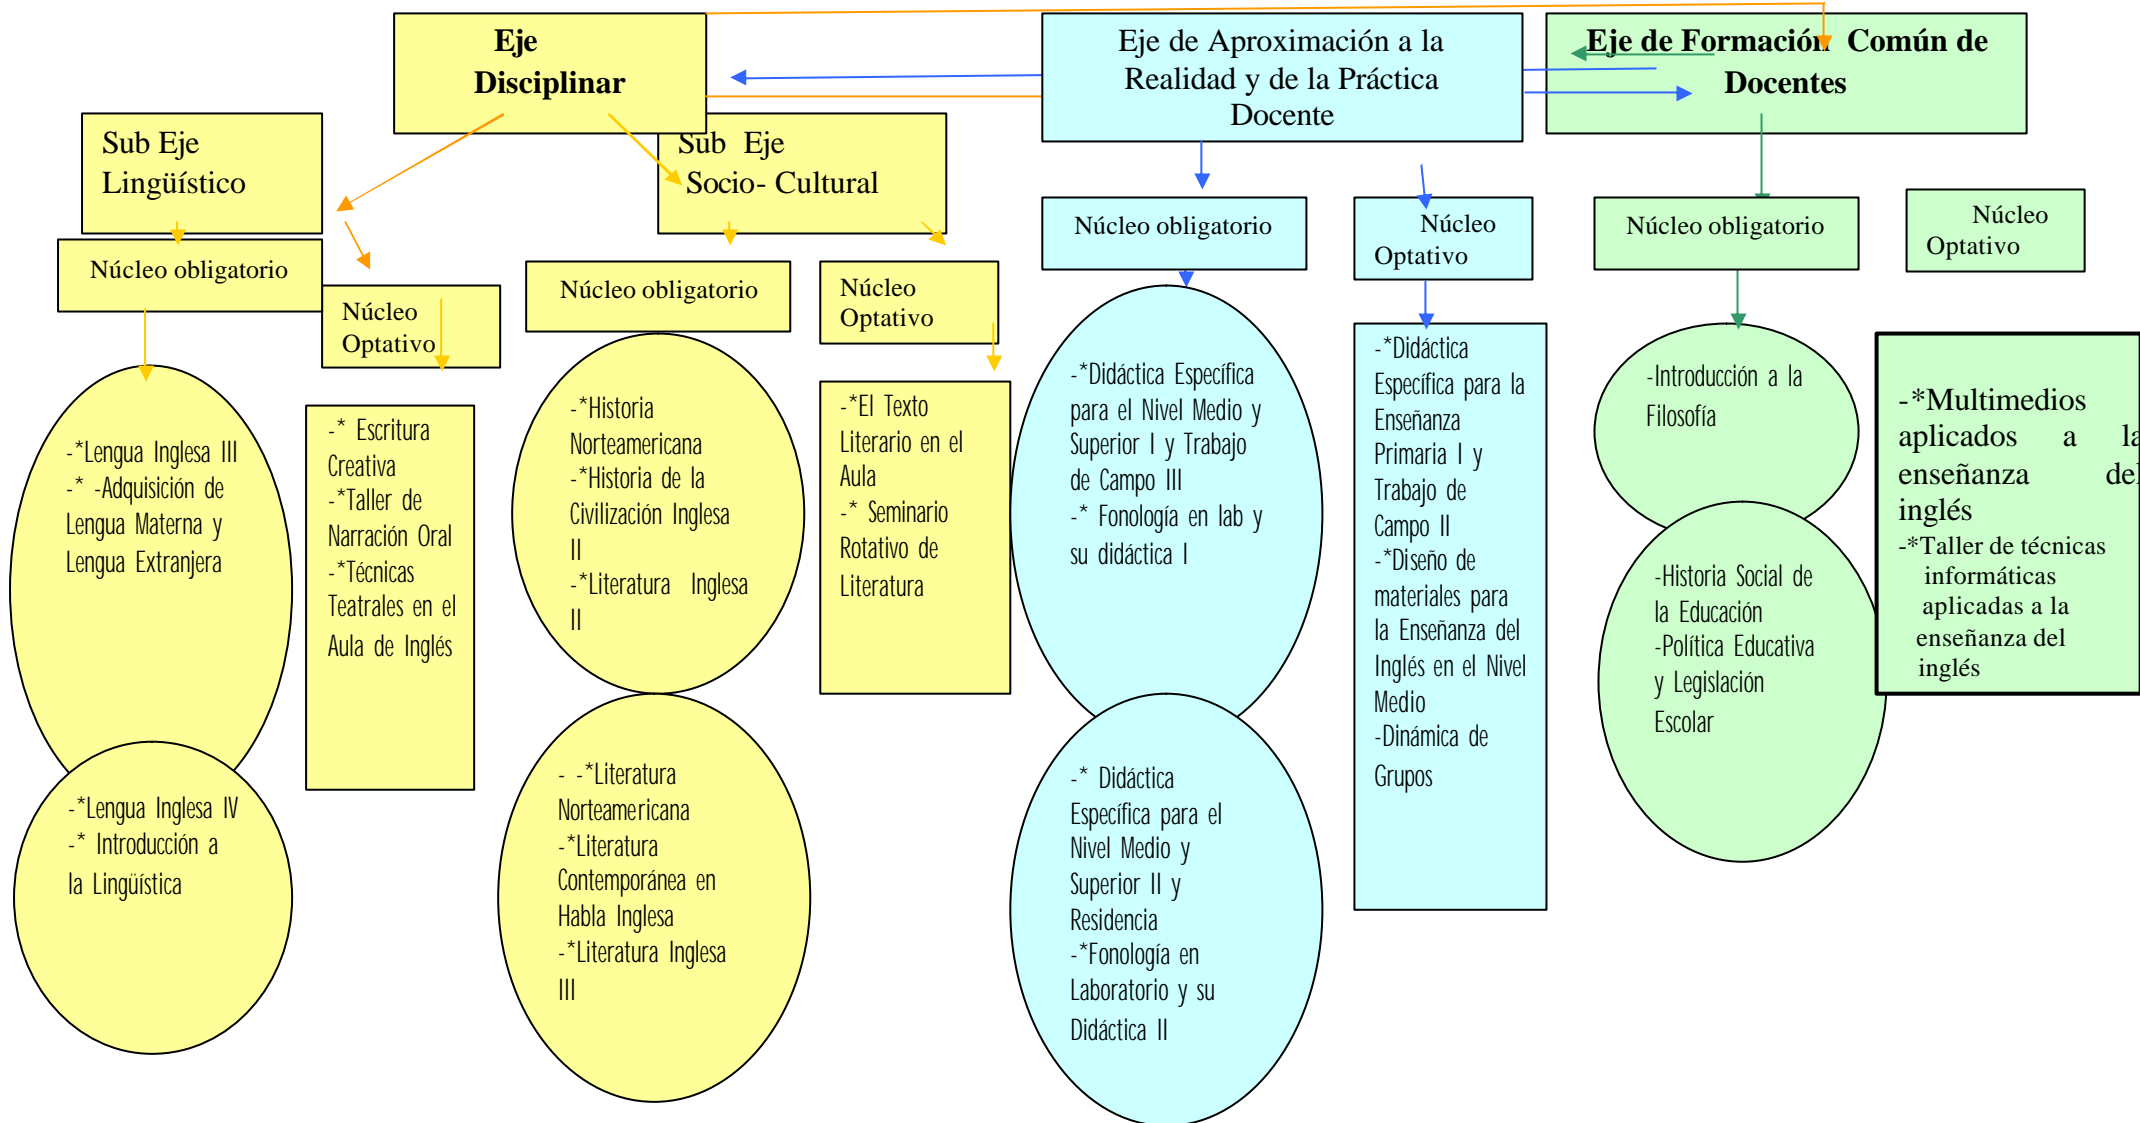 Eje
Disciplinar
Eje de Aproximación a la
Realidad y de la Práctica
Docente
Eje de Formación Común de
Docentes
Sub Eje
Lingüístico
Sub Eje
Socio- Cultural
Núcleo obligatorio
Núcleo
Optativo
Núcleo obligatorio
Núcleo
Optativo
Núcleo obligatorio
Núcleo
Optativo
Núcleo obligatorio
Núcleo
Optativo
-*Lengua Inglesa III
-* -Adquisición de
Lengua Materna y
Lengua Extranjera
-*Lengua Inglesa IV
-* Introducción a
la Lingüística
-* Escritura
Creativa
-*Taller de
Narración Oral
-*Técnicas
Teatrales en el
Aula de Inglés
-*Historia
Norteamericana
-*Historia de la
Civilización Inglesa
II
-*Literatura Inglesa
II
- -*Literatura
Norteamericana
-*Literatura
Contemporánea en
Habla Inglesa
-*Literatura Inglesa
III
-*El Texto
Literario en el
Aula
-* Seminario
Rotativo de
Literatura
-*Didáctica Específica
para el Nivel Medio y
Superior I y Trabajo
de Campo III
-* Fonología en lab y
su didáctica I
-* Didáctica
Específica para el
Nivel Medio y
Superior II y
Residencia
-*Fonología en
Laboratorio y su
Didáctica II
-*Didáctica
Específica para la
Enseñanza
Primaria I y
Trabajo de
Campo II
-*Diseño de
materiales para
la Enseñanza del
Inglés en el Nivel
Medio
-Dinámica de
Grupos
-Introducción a la
Filosofía
-Historia Social de
la Educación
-Política Educativa
y Legislación
Escolar
-*Multimedios
aplicados a la
enseñanza del
inglés
-*Taller de técnicas
informáticas
aplicadas a la
enseñanza del
inglés